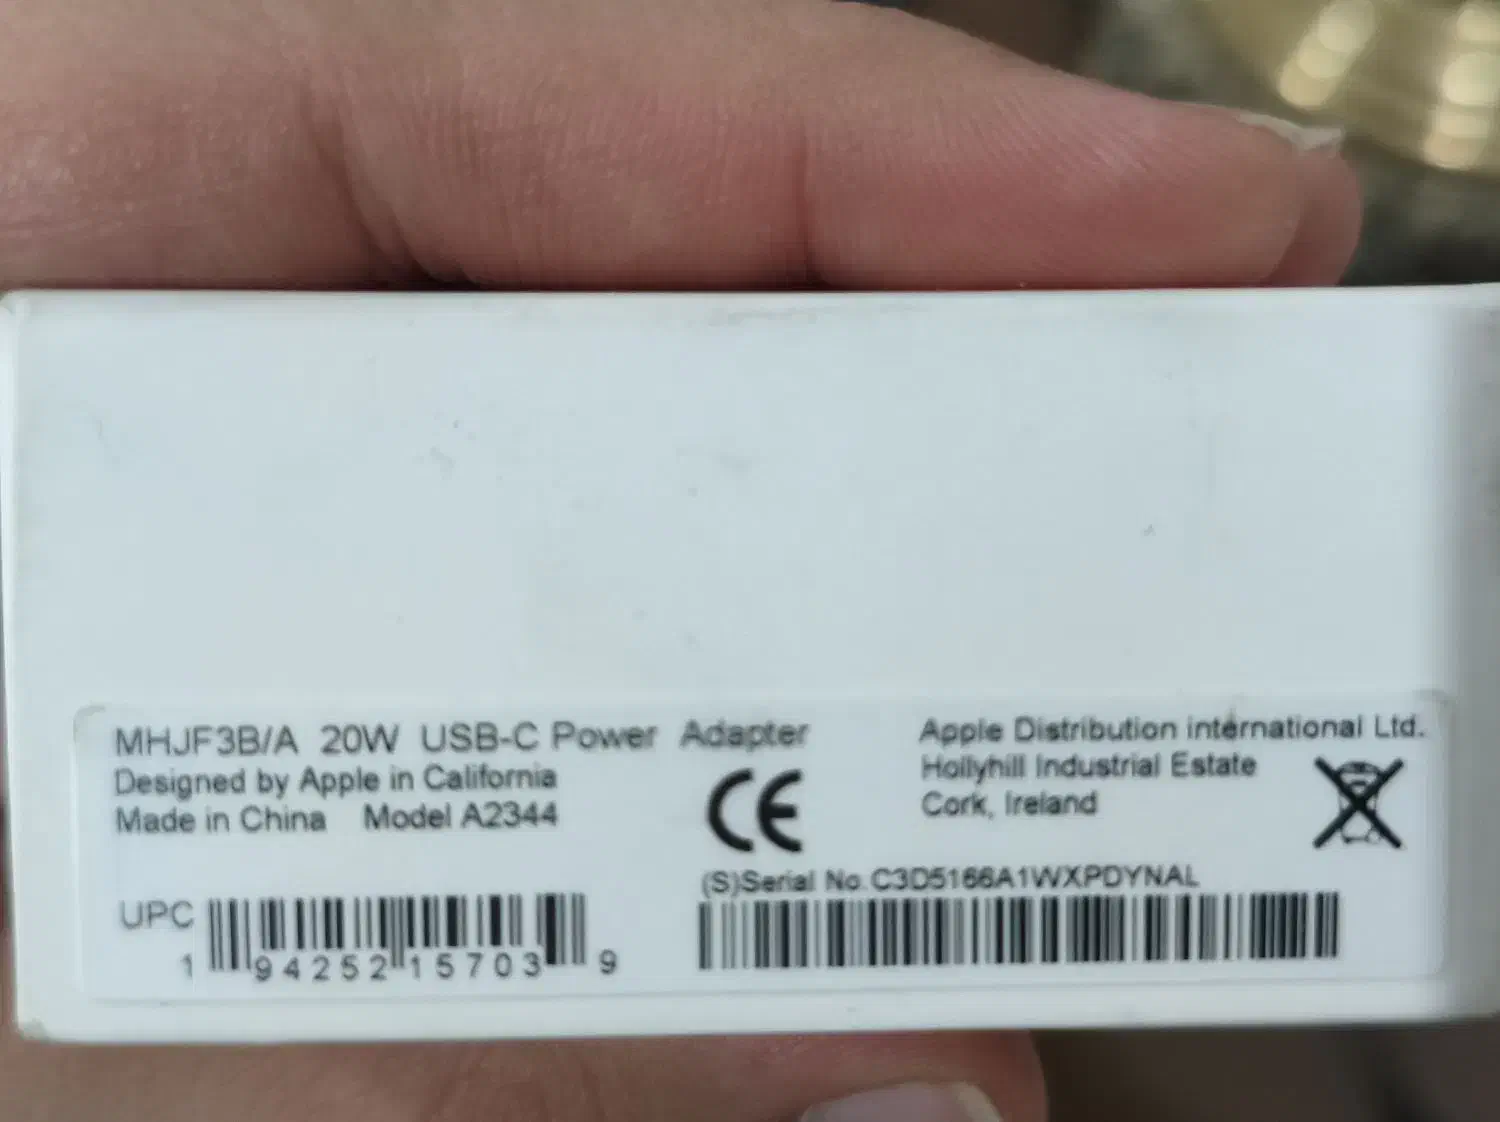 MHJF3B/A 20W USB-C Power Adapter
Designed by Apple in California
Made in China Model A2344
CE
Apple Distribution international Ltd.
Hollyhill Industrial Estate
Cork, Ireland
(S)Serial No.C3D5166A1WXPDYNAL
UPC
1 94252 15703 9